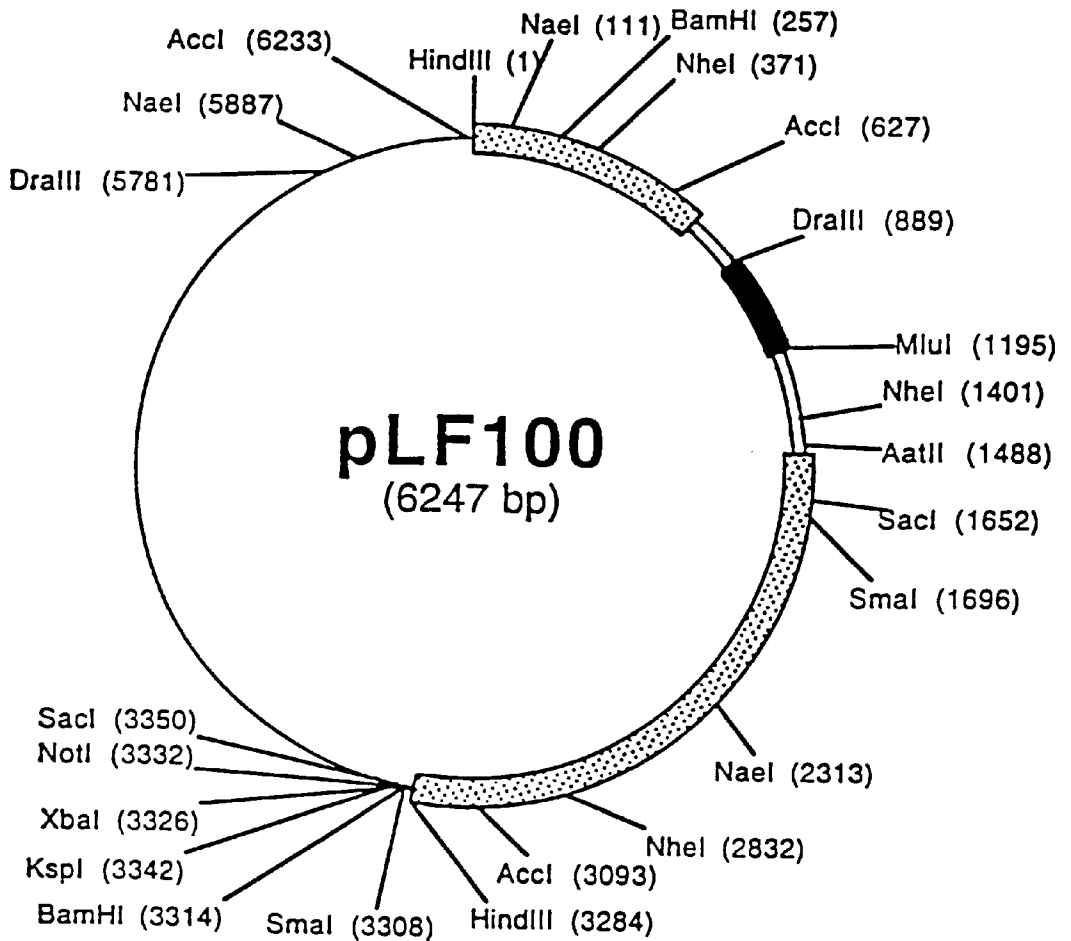 NaeI (111)
BamHI (257)
AccI (6233)
HindIII (1)
NheI (371)
NaeI (5887)
AccI (627)
DraIII (5781)
DraIII (889)
MluI (1195)
NheI (1401)
pLF100
AatII (1488)
(6247 bp)
SacI (1652)
SmaI (1696)
SacI (3350)
NotI (3332)
NaeI (2313)
XbaI (3326)
NheI (2832)
KspI (3342)
AccI (3093)
BamHI (3314)
SmaI (3308)
HindIII (3284)